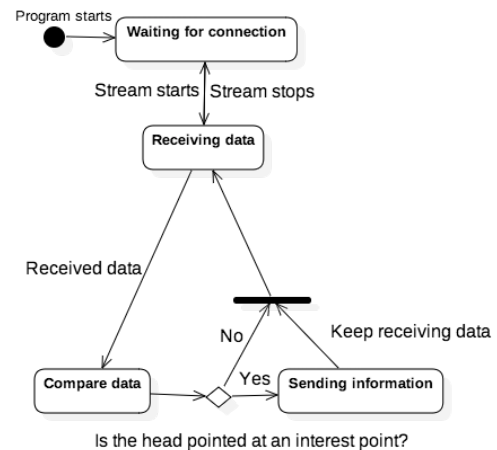 Program starts
Waiting for connection
Stream starts
Stream stops
Receiving data
Received data
No
Keep receiving data
Compare data
Yes
Sending information
Is the head pointed at an interest point?